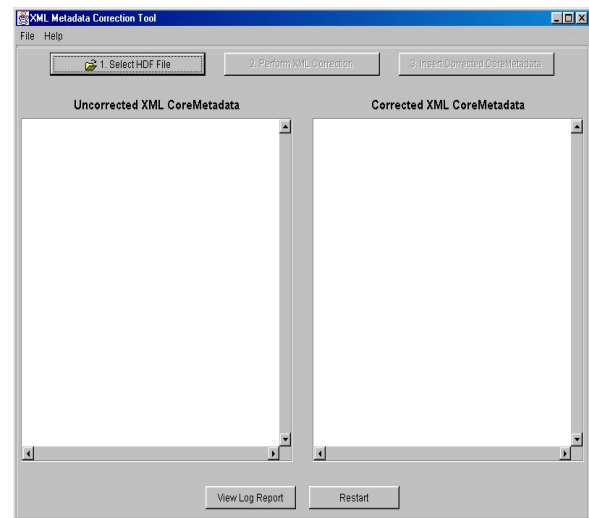 XML Metadata Correction Tool
File Help
1. Select HDF File
2. Perform XML Correction
3. Insert Corrected CoreMetadata
Uncorrected XML CoreMetadata
Corrected XML CoreMetadata
View Log Report
Restart